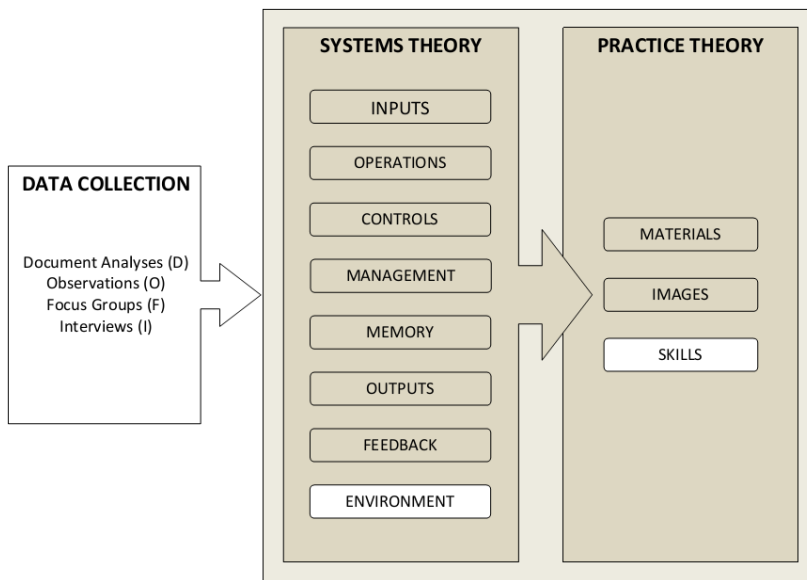 DATA COLLECTION
Document Analyses (D)
Observations (O)
Focus Groups (F)
Interviews (I)
SYSTEMS THEORY
INPUTS
OPERATIONS
CONTROLS
MANAGEMENT
MEMORY
OUTPUTS
FEEDBACK
ENVIRONMENT
PRACTICE THEORY
MATERIALS
IMAGES
SKILLS